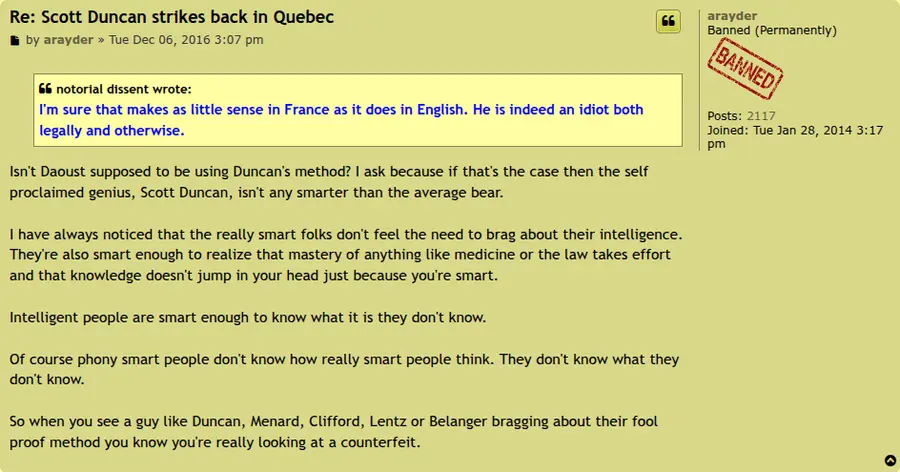 Re: Scott Duncan strikes back in Quebec
by arayder » Tue Dec 06, 2016 3:07 pm
notorial dissent wrote:
I'm sure that makes as little sense in France as it does in English. He is indeed an idiot both
legally and otherwise.
Isn't Daoust supposed to be using Duncan's method? I ask because if that's the case then the self
proclaimed genius, Scott Duncan, isn't any smarter than the average bear.
I have always noticed that the really smart folks don't feel the need to brag about their intelligence.
They're also smart enough to realize that mastery of anything like medicine or the law takes effort
and that knowledge doesn't jump in your head just because you're smart.
Intelligent people are smart enough to know what it is they don't know.
Of course phony smart people don't know how really smart people think. They don't know what they
don't know.
So when you see a guy like Duncan, Menard, Clifford, Lentz or Belanger bragging about their fool
proof method you know you're really looking at a counterfeit.
arayder
Banned (Permanently)
BANNED
Posts: 2117
Joined: Tue Jan 28, 2014 3:17
pm